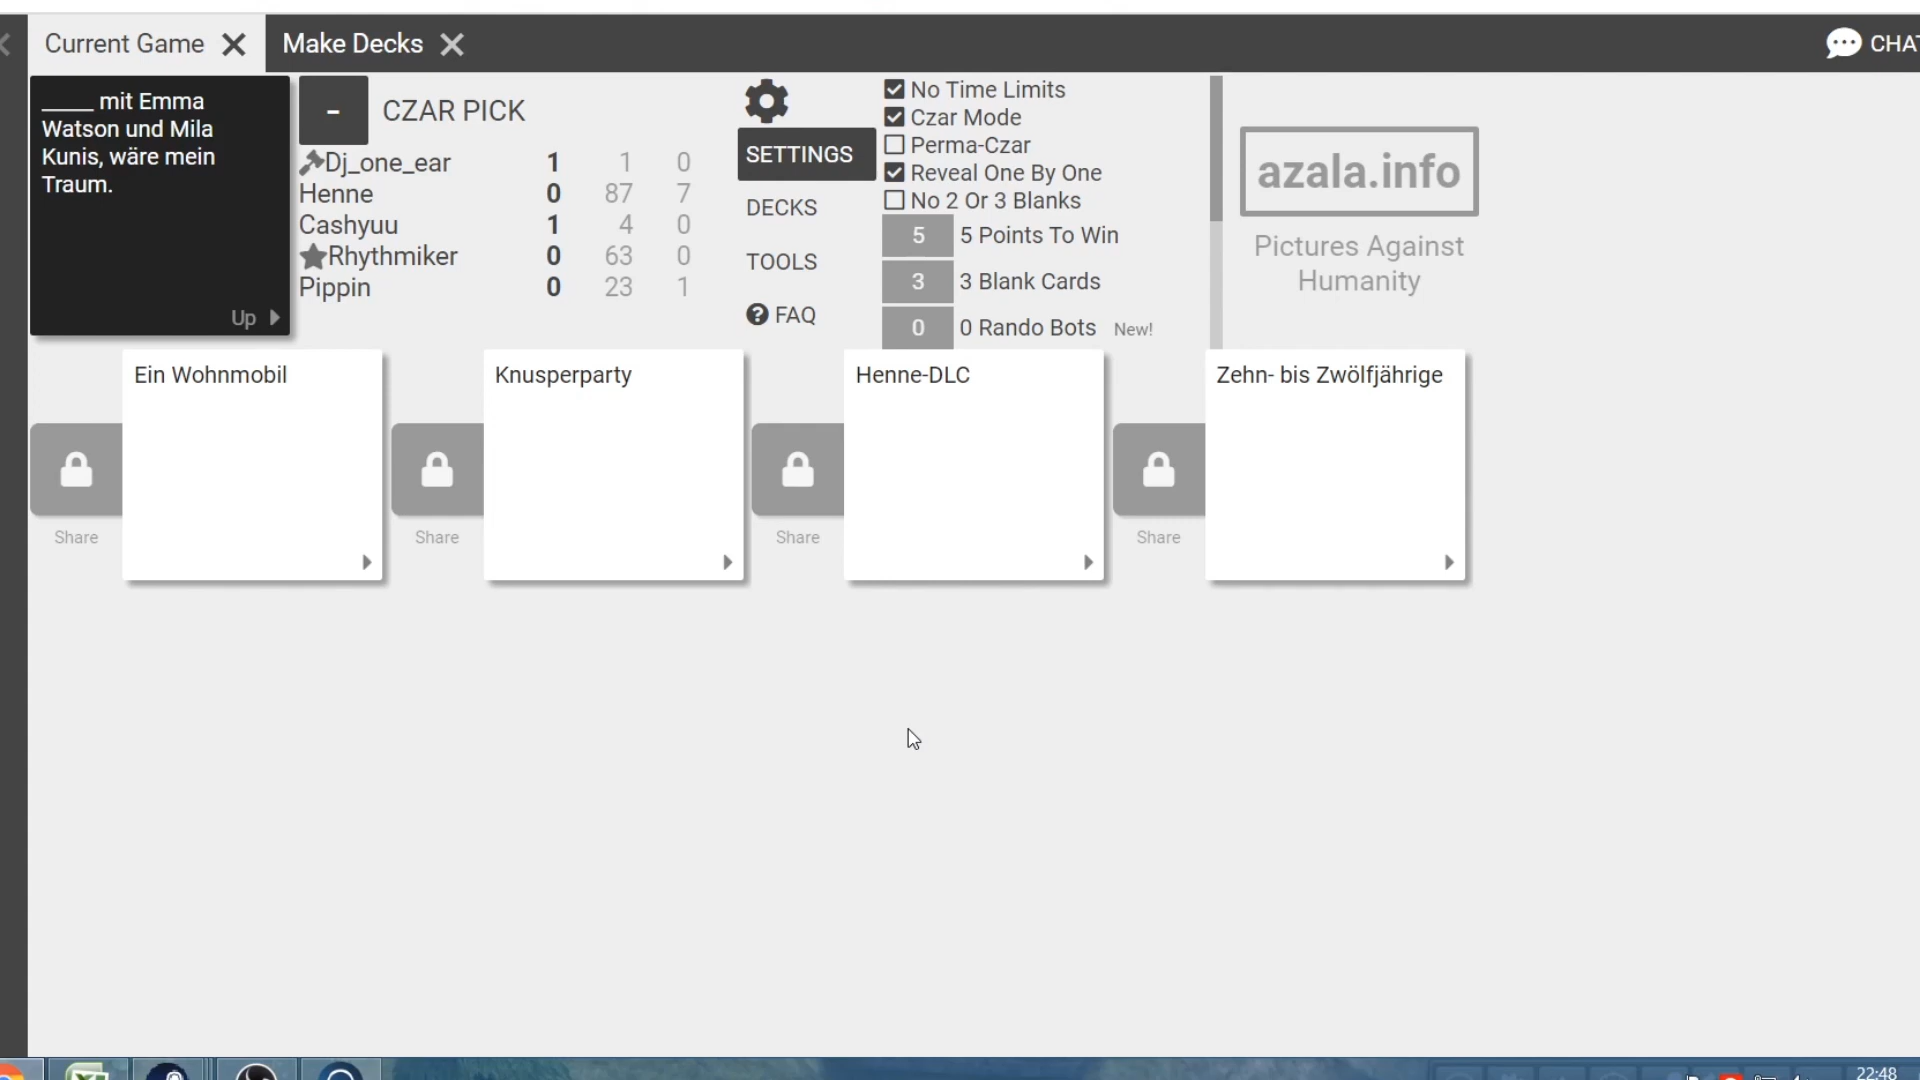 Current Game
Make Decks
CHAT
_____ mit Emma
Watson und Mila
Kunis, wäre mein
Traum.
Up
-
CZAR PICK
Dj_one_ear 1 1 0
Henne 0 87 7
Cashyuu 1 4 0
Rhythmiker 0 63 0
Pippin 0 23 1
SETTINGS
DECKS
TOOLS
FAQ
No Time Limits
Czar Mode
Perma-Czar
Reveal One By One
No 2 Or 3 Blanks
5 5 Points To Win
3 3 Blank Cards
0 0 Rando Bots New!
azala.info
Pictures Against
Humanity
Ein Wohnmobil
Share
Knusperparty
Share
Henne-DLC
Share
Zehn- bis Zwölfjährige
Share
22:48